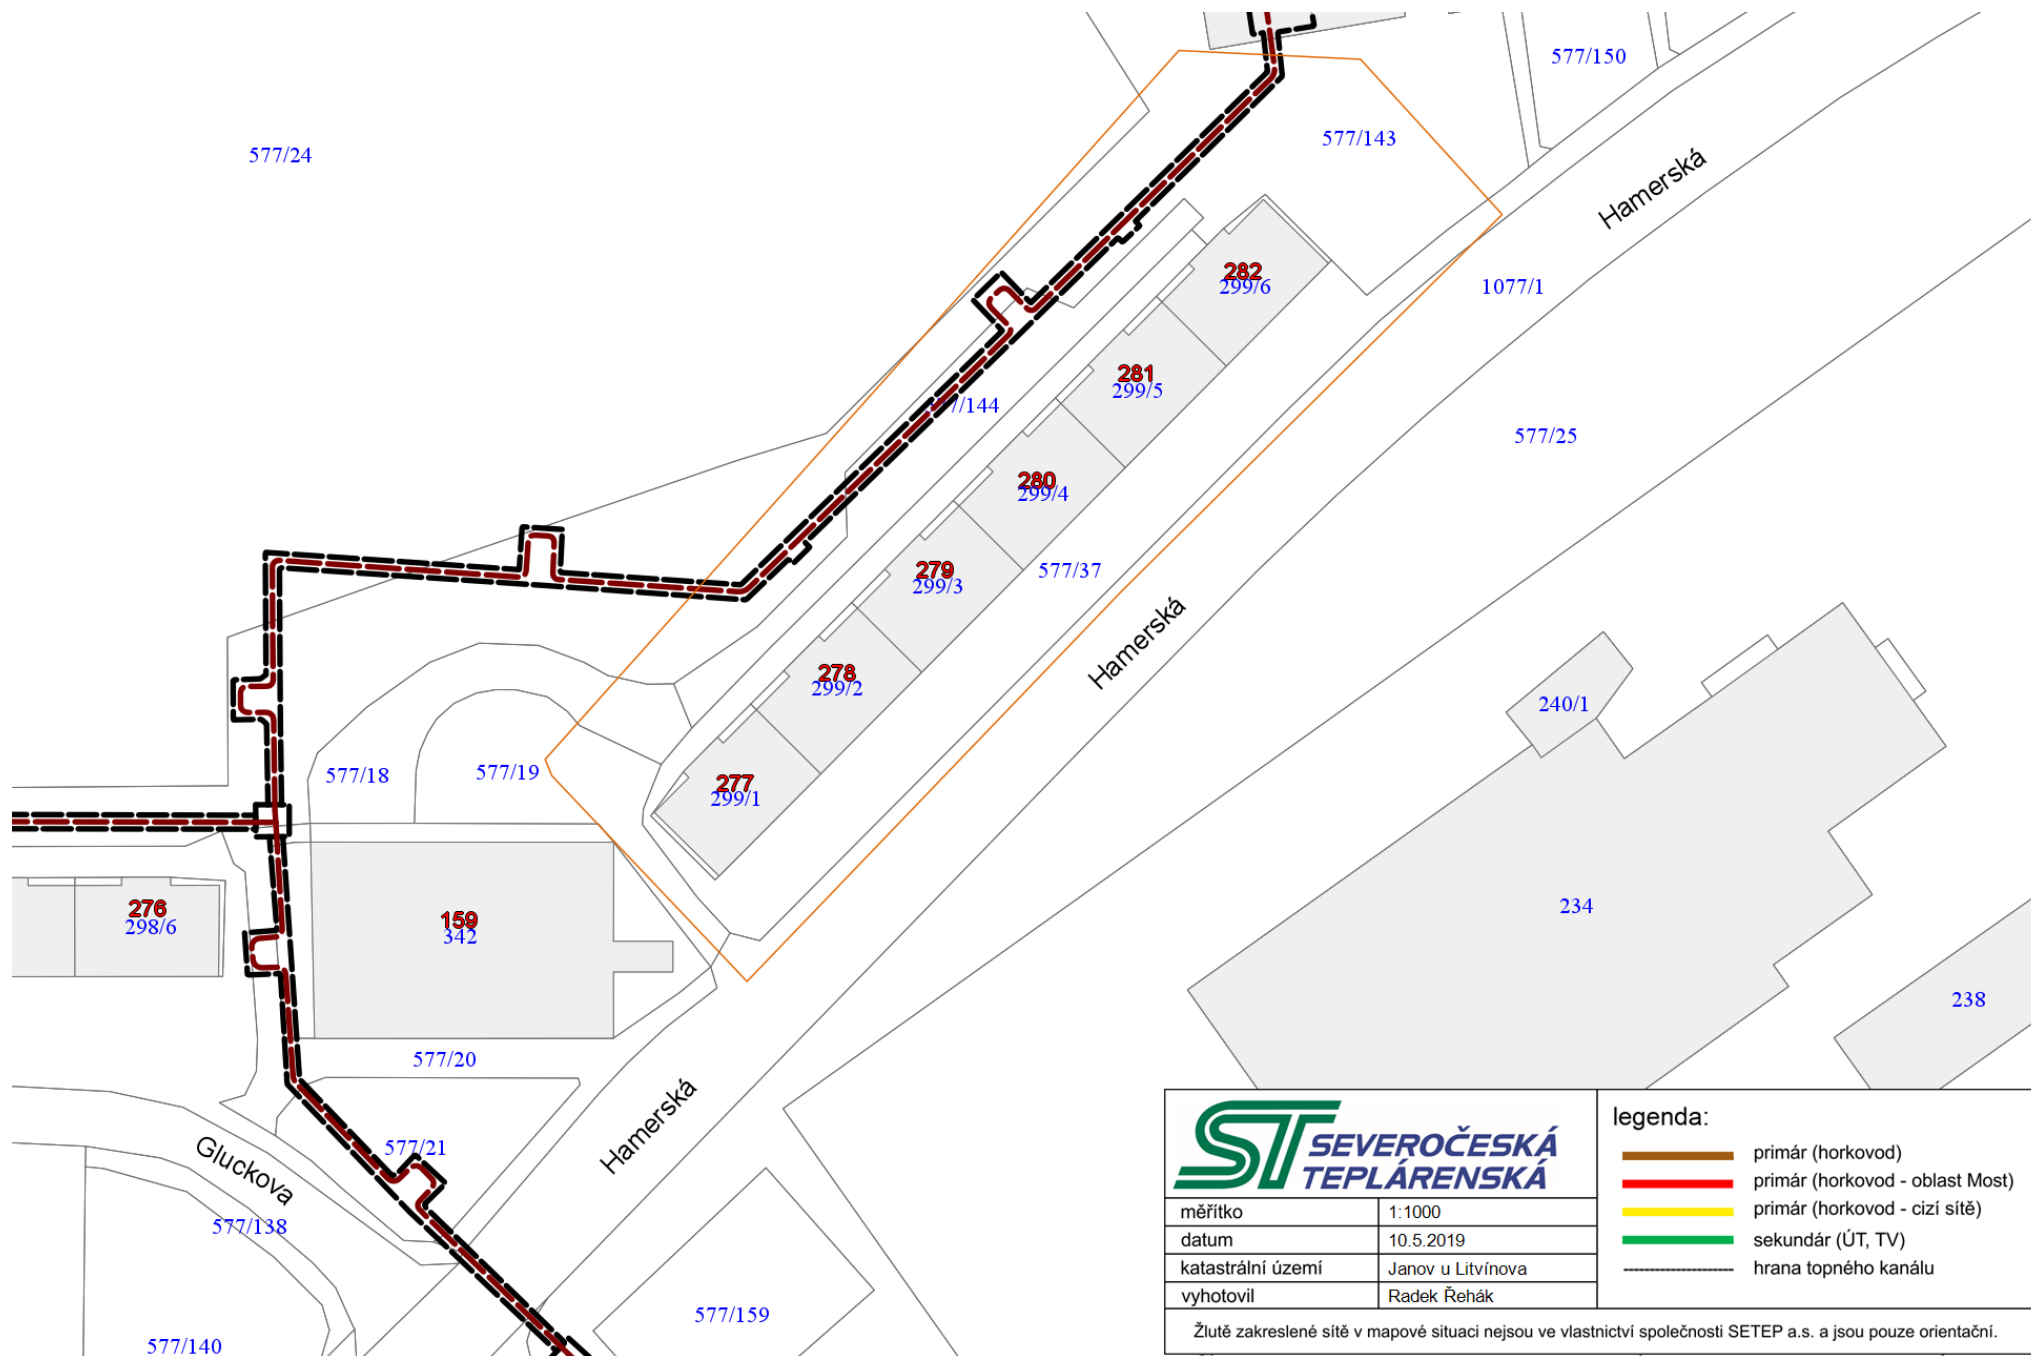 577/150
577/24
577/143
Hamerská
282
299/6
1077/1
281
299/5
/144
577/25
280
299/4
279
299/3
577/37
Hamerská
278
299/2
240/1
577/18
577/19
277
299/1
276
298/6
159
342
234
238
577/20
Hamerská
577/21
Gluckova
577/138
577/159
577/140
ST SEVEROČESKÁ
TEPLÁRENSKÁ
měřítko 1:1000
datum 10.5.2019
katastrální území Janov u Litvínova
vyhotovil Radek Řehák
legenda:
primár (horkovod)
primár (horkovod - oblast Most)
primár (horkovod - cizí sítě)
sekundár (ÚT, TV)
hrana topného kanálu
Žlutě zakreslené sítě v mapové situaci nejsou ve vlastnictví společnosti SETEP a.s. a jsou pouze orientační.